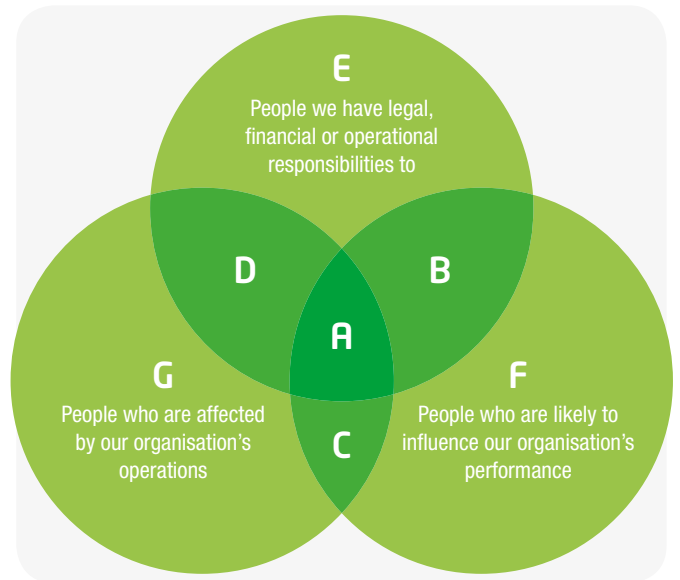 E
People we have legal,
financial or operational
responsibilities to
D
B
A
G
People who are affected
by our organisation's
operations
F
People who are likely to
influence our organisation's
performance
C